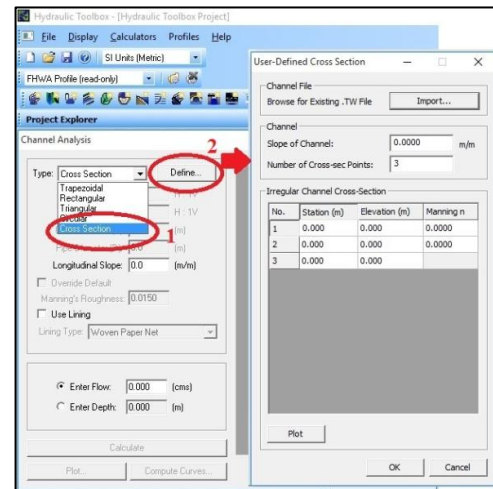 Hydraulic Toolbox - [Hydraulic Toolbox Project]
File Display Calculators Profiles Help
SI Units (Metric)
FHWA Profile (read-only)
Project Explorer
Channel Analysis
Type: Cross Section Define...
2
Trapezoidal
Rectangular
Triangular
Circular
Cross Section
1
H : 1V
H : 1V
(m)
(m)
Longitudinal Slope: 0.0 (m/m)
Override Default
Manning's Roughness: 0.0150
Use Lining
Lining Type: Woven Paper Net
Enter Flow: 0.000 (cms)
Enter Depth: 0.000 (m)
Calculate
Plot... Compute Curves...
User-Defined Cross Section
Channel File
Browse for Existing .TW File Import...
Channel
Slope of Channel: 0.0000 m/m
Number of Cross-sec Points: 3
Irregular Channel Cross-Section
No. Station (m) Elevation (m) Manning n
1 0.000 0.000 0.0000
2 0.000 0.000 0.0000
3 0.000 0.000
Plot
OK Cancel